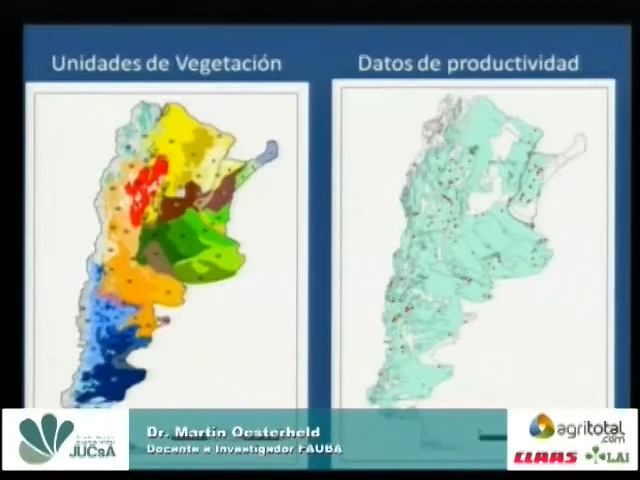 Unidades de Vegetación
Datos de productividad
Dr. Martín Oesterheld
Docente e Investigador FAUBA
JUCsA
agritotal
.com
CLAAS
LAI